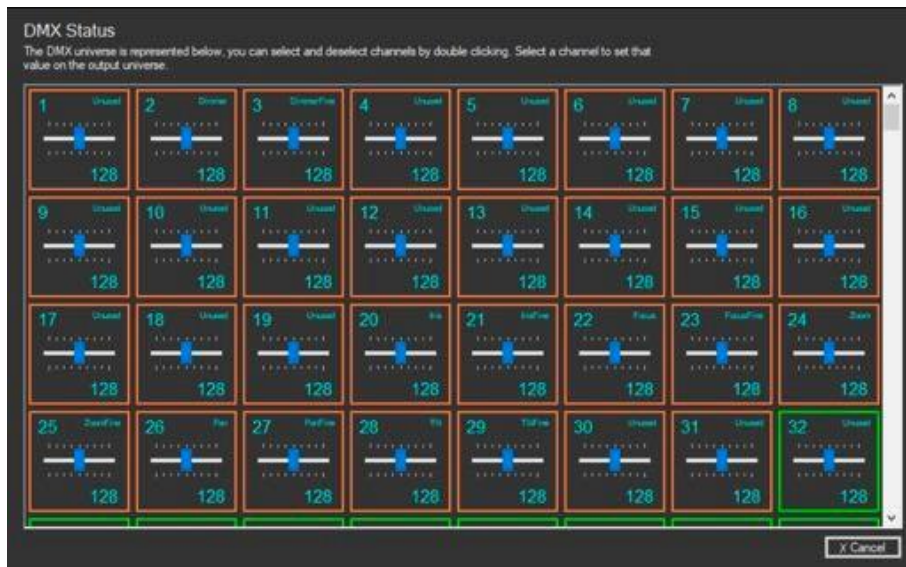 DMX Status
The DMX universe is represented below, you can select and deselect channels by double clicking. Select a channel to set that
value on the output universe.
1 Unused 2 Dimmer 3 DimmerFine 4 Unused 5 Unused 6 Unused 7 Unused 8 Unused
128 128 128 128 128 128 128 128
9 Unused 10 Unused 11 Unused 12 Unused 13 Unused 14 Unused 15 Unused 16 Unused
128 128 128 128 128 128 128 128
17 Unused 18 Unused 19 Unused 20 Iris 21 IrisFine 22 Focus 23 FocusFine 24 Zoom
128 128 128 128 128 128 128 128
25 ZoomFine 26 Pan 27 PanFine 28 Tilt 29 TiltFine 30 Unused 31 Unused 32 Unused
128 128 128 128 128 128 128 128
X Cancel